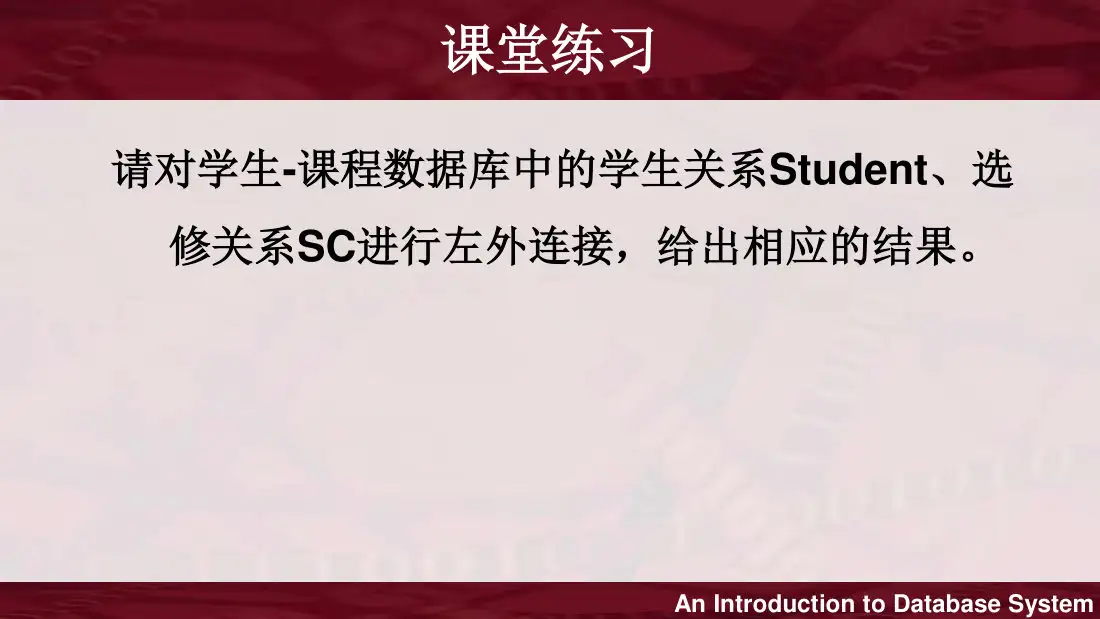 课堂练习
请对学生-课程数据库中的学生关系Student、选
修关系SC进行左外连接，给出相应的结果。
An Introduction to Database System